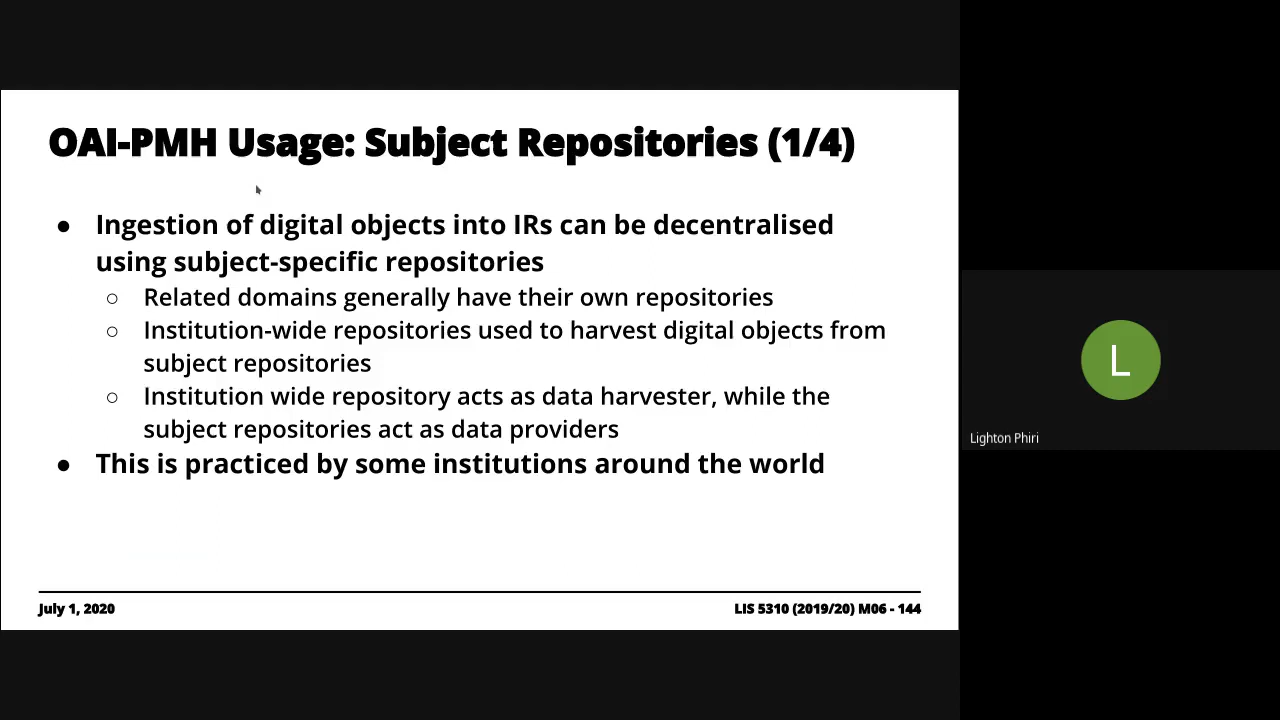 OAI-PMH Usage: Subject Repositories (1/4)
● Ingestion of digital objects into IRs can be decentralised
using subject-specific repositories
○ Related domains generally have their own repositories
○ Institution-wide repositories used to harvest digital objects from
subject repositories
○ Institution wide repository acts as data harvester, while the
subject repositories act as data providers
● This is practiced by some institutions around the world
July 1, 2020
LIS 5310 (2019/20) M06 - 144
L
Lighton Phiri